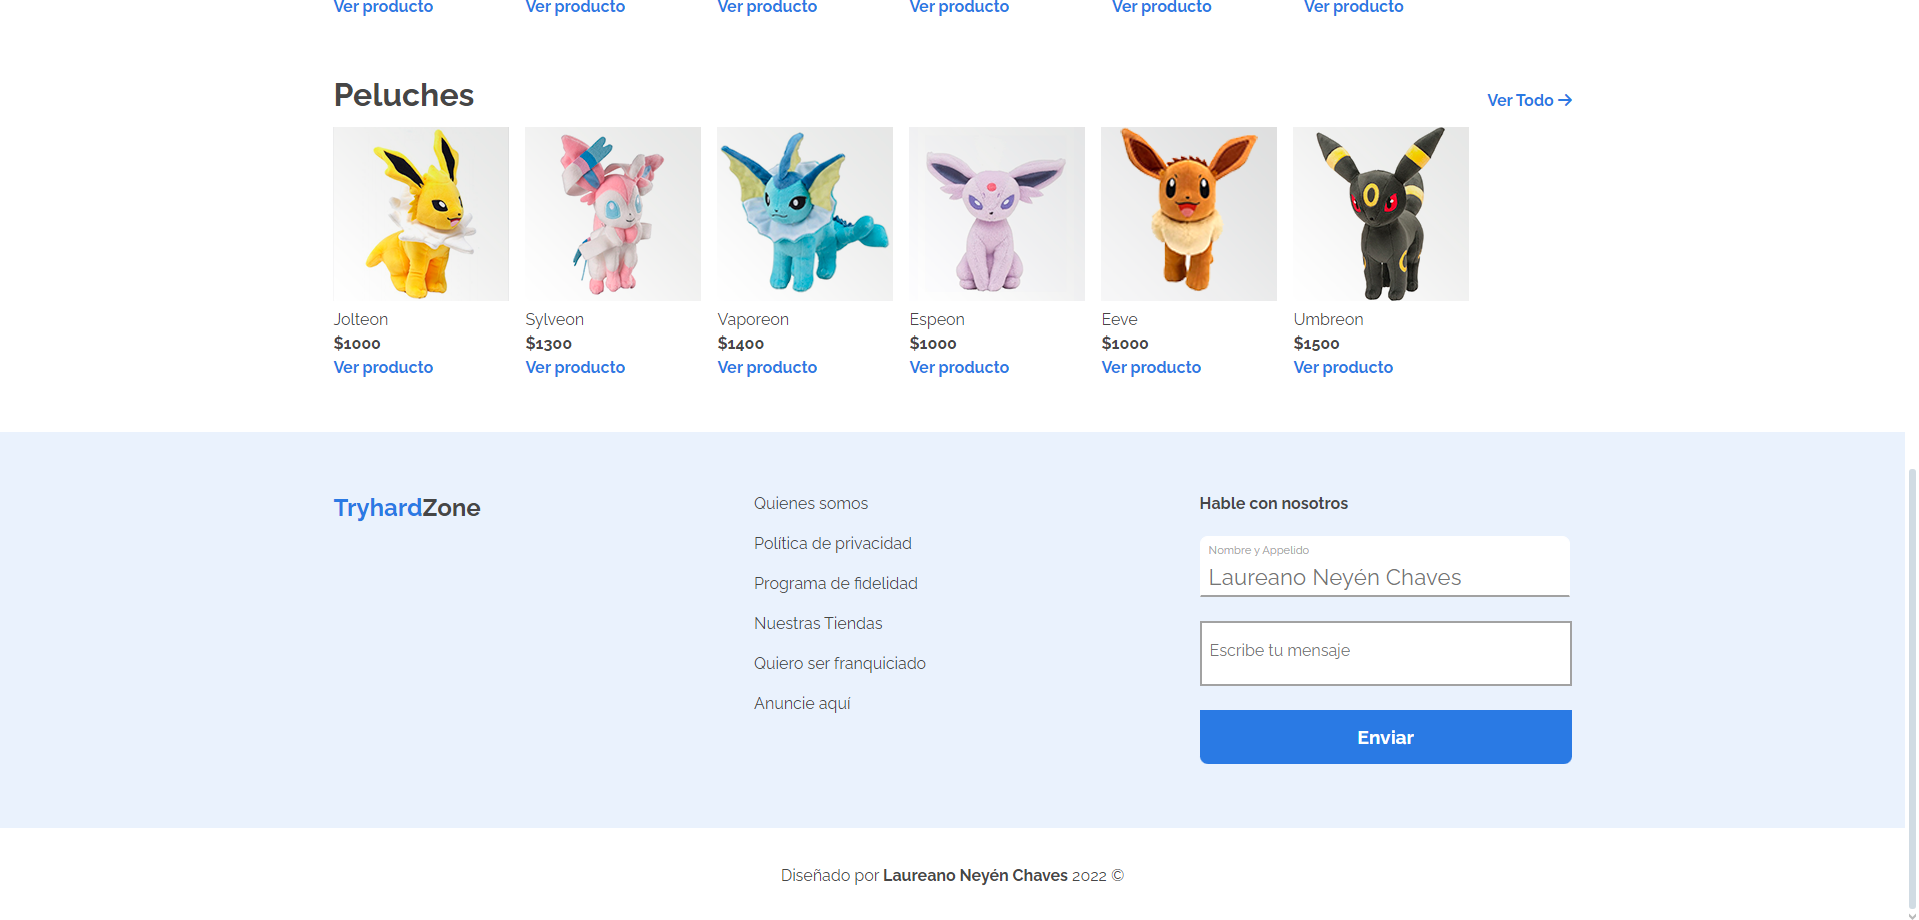 Ver producto Ver producto Ver producto Ver producto Ver producto Ver producto
Peluches
Ver Todo →
Jolteon Sylveon Vaporeon Espeon Eeve Umbreon
$1000 $1300 $1400 $1000 $1000 $1500
Ver producto Ver producto Ver producto Ver producto Ver producto Ver producto
TryhardZone
Quienes somos
Política de privacidad
Programa de fidelidad
Nuestras Tiendas
Quiero ser franquiciado
Anuncie aquí
Hable con nosotros
Nombre y Appelido
Laureano Neyén Chaves
Escribe tu mensaje
Enviar
Diseñado por Laureano Neyén Chaves 2022 ©